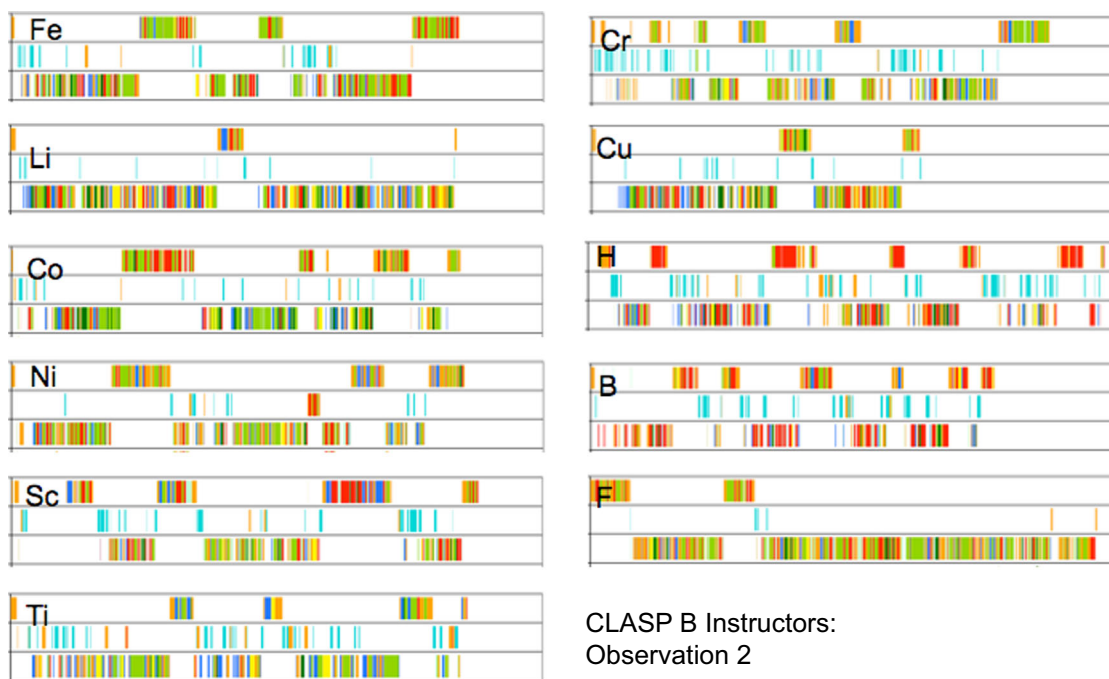 Fe
Li
Co
Ni
Sc
Ti
Cr
Cu
H
B
F
CLASP B Instructors:
Observation 2